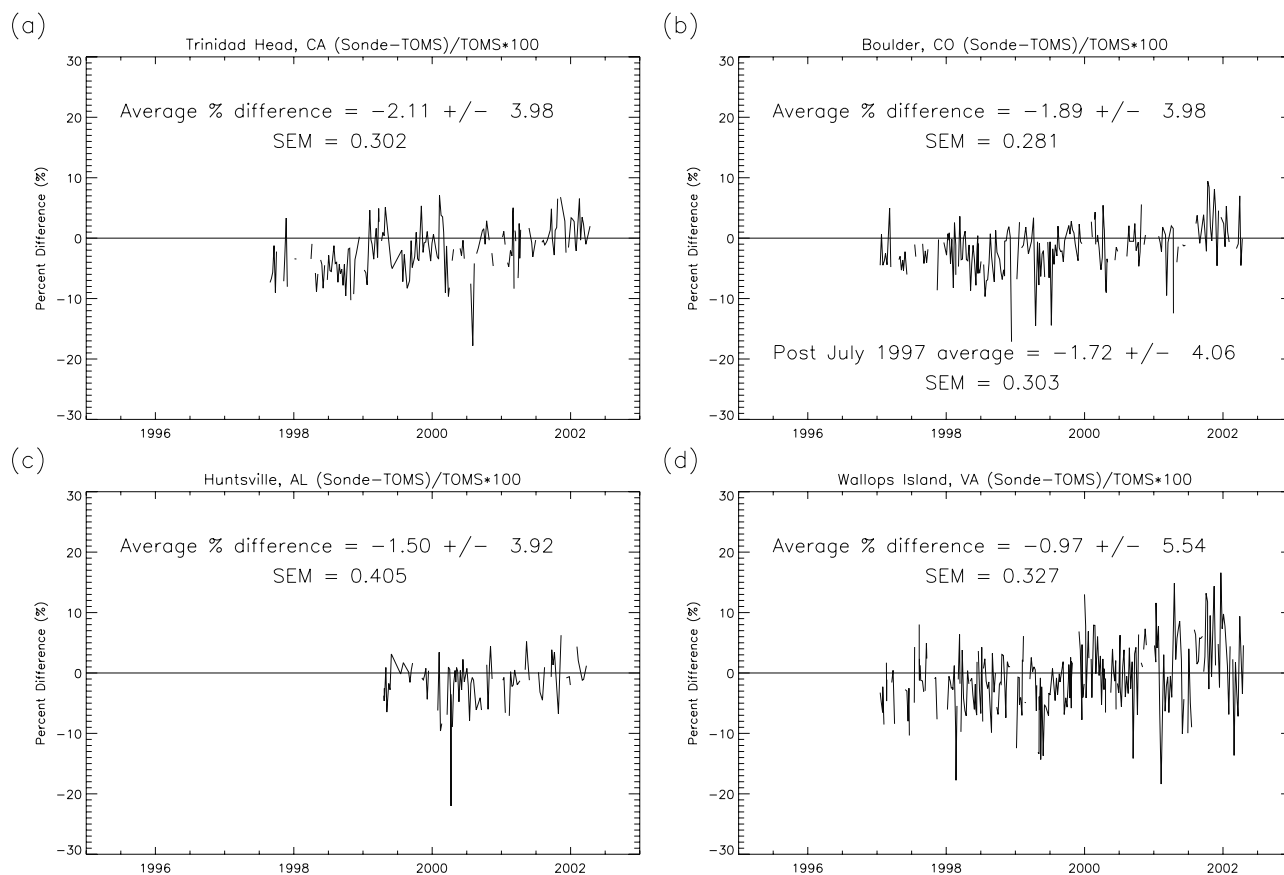 (a)
Trinidad Head, CA (Sonde-TOMS)/TOMS*100
Average % difference = -2.11 +/- 3.98
SEM = 0.302
Percent Difference (%)
30
20
10
0
-10
-20
-30
1996 1998 2000 2002
(b)
Boulder, CO (Sonde-TOMS)/TOMS*100
Average % difference = -1.89 +/- 3.98
SEM = 0.281
Post July 1997 average = -1.72 +/- 4.06
SEM = 0.303
Percent Difference (%)
30
20
10
0
-10
-20
-30
1996 1998 2000 2002
(c)
Huntsville, AL (Sonde-TOMS)/TOMS*100
Average % difference = -1.50 +/- 3.92
SEM = 0.405
Percent Difference (%)
30
20
10
0
-10
-20
-30
1996 1998 2000 2002
(d)
Wallops Island, VA (Sonde-TOMS)/TOMS*100
Average % difference = -0.97 +/- 5.54
SEM = 0.327
Percent Difference (%)
30
20
10
0
-10
-20
-30
1996 1998 2000 2002